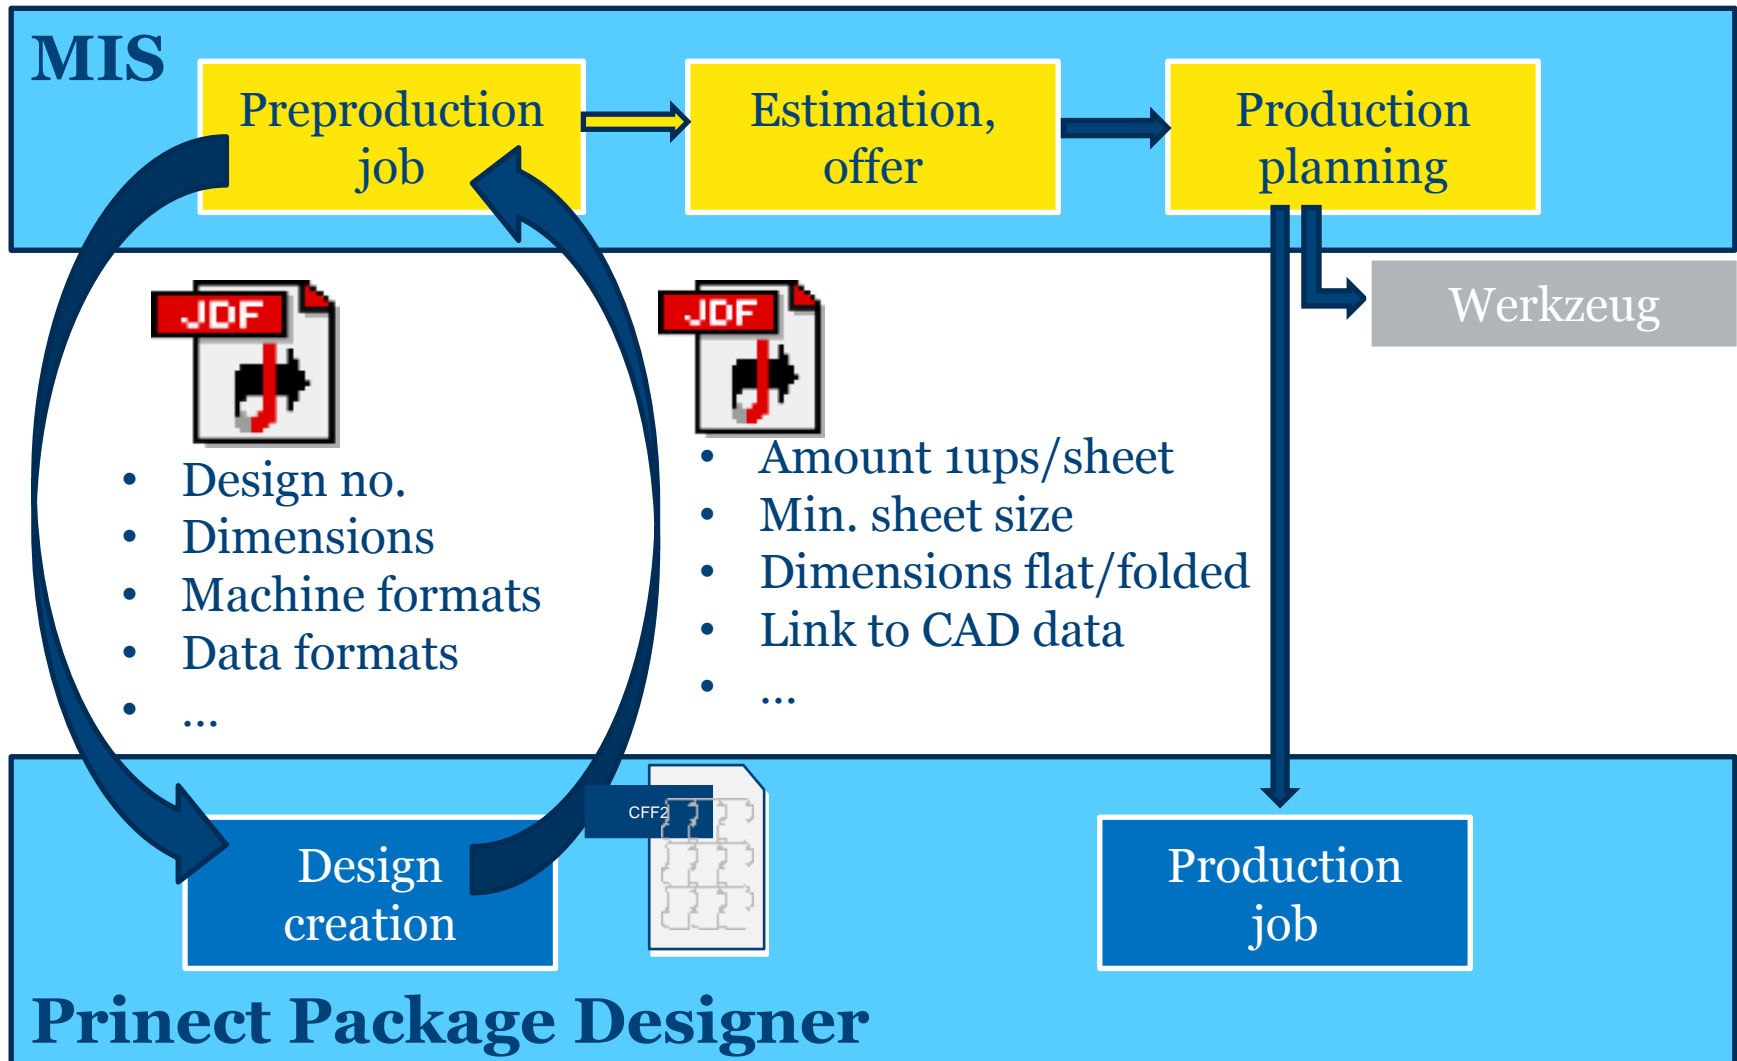 MIS
Preproduction
job
Estimation,
offer
Production
planning
Werkzeug
JDF
• Design no.
• Dimensions
• Machine formats
• Data formats
• ...
JDF
• Amount 1ups/sheet
• Min. sheet size
• Dimensions flat/folded
• Link to CAD data
• ...
CFF2
Design
creation
Production
job
Prinect Package Designer